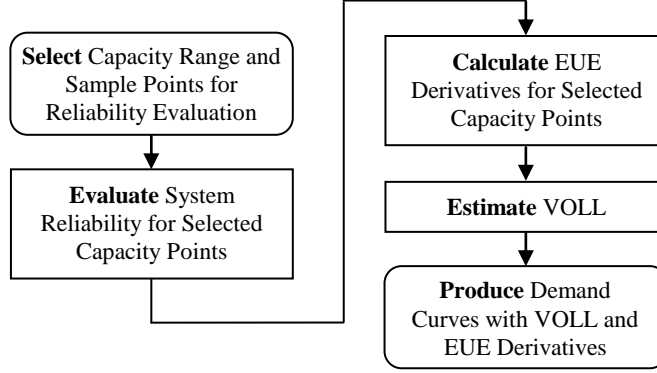 Select Capacity Range and
Sample Points for
Reliability Evaluation
Evaluate System
Reliability for Selected
Capacity Points
Calculate EUE
Derivatives for Selected
Capacity Points
Estimate VOLL
Produce Demand
Curves with VOLL and
EUE Derivatives